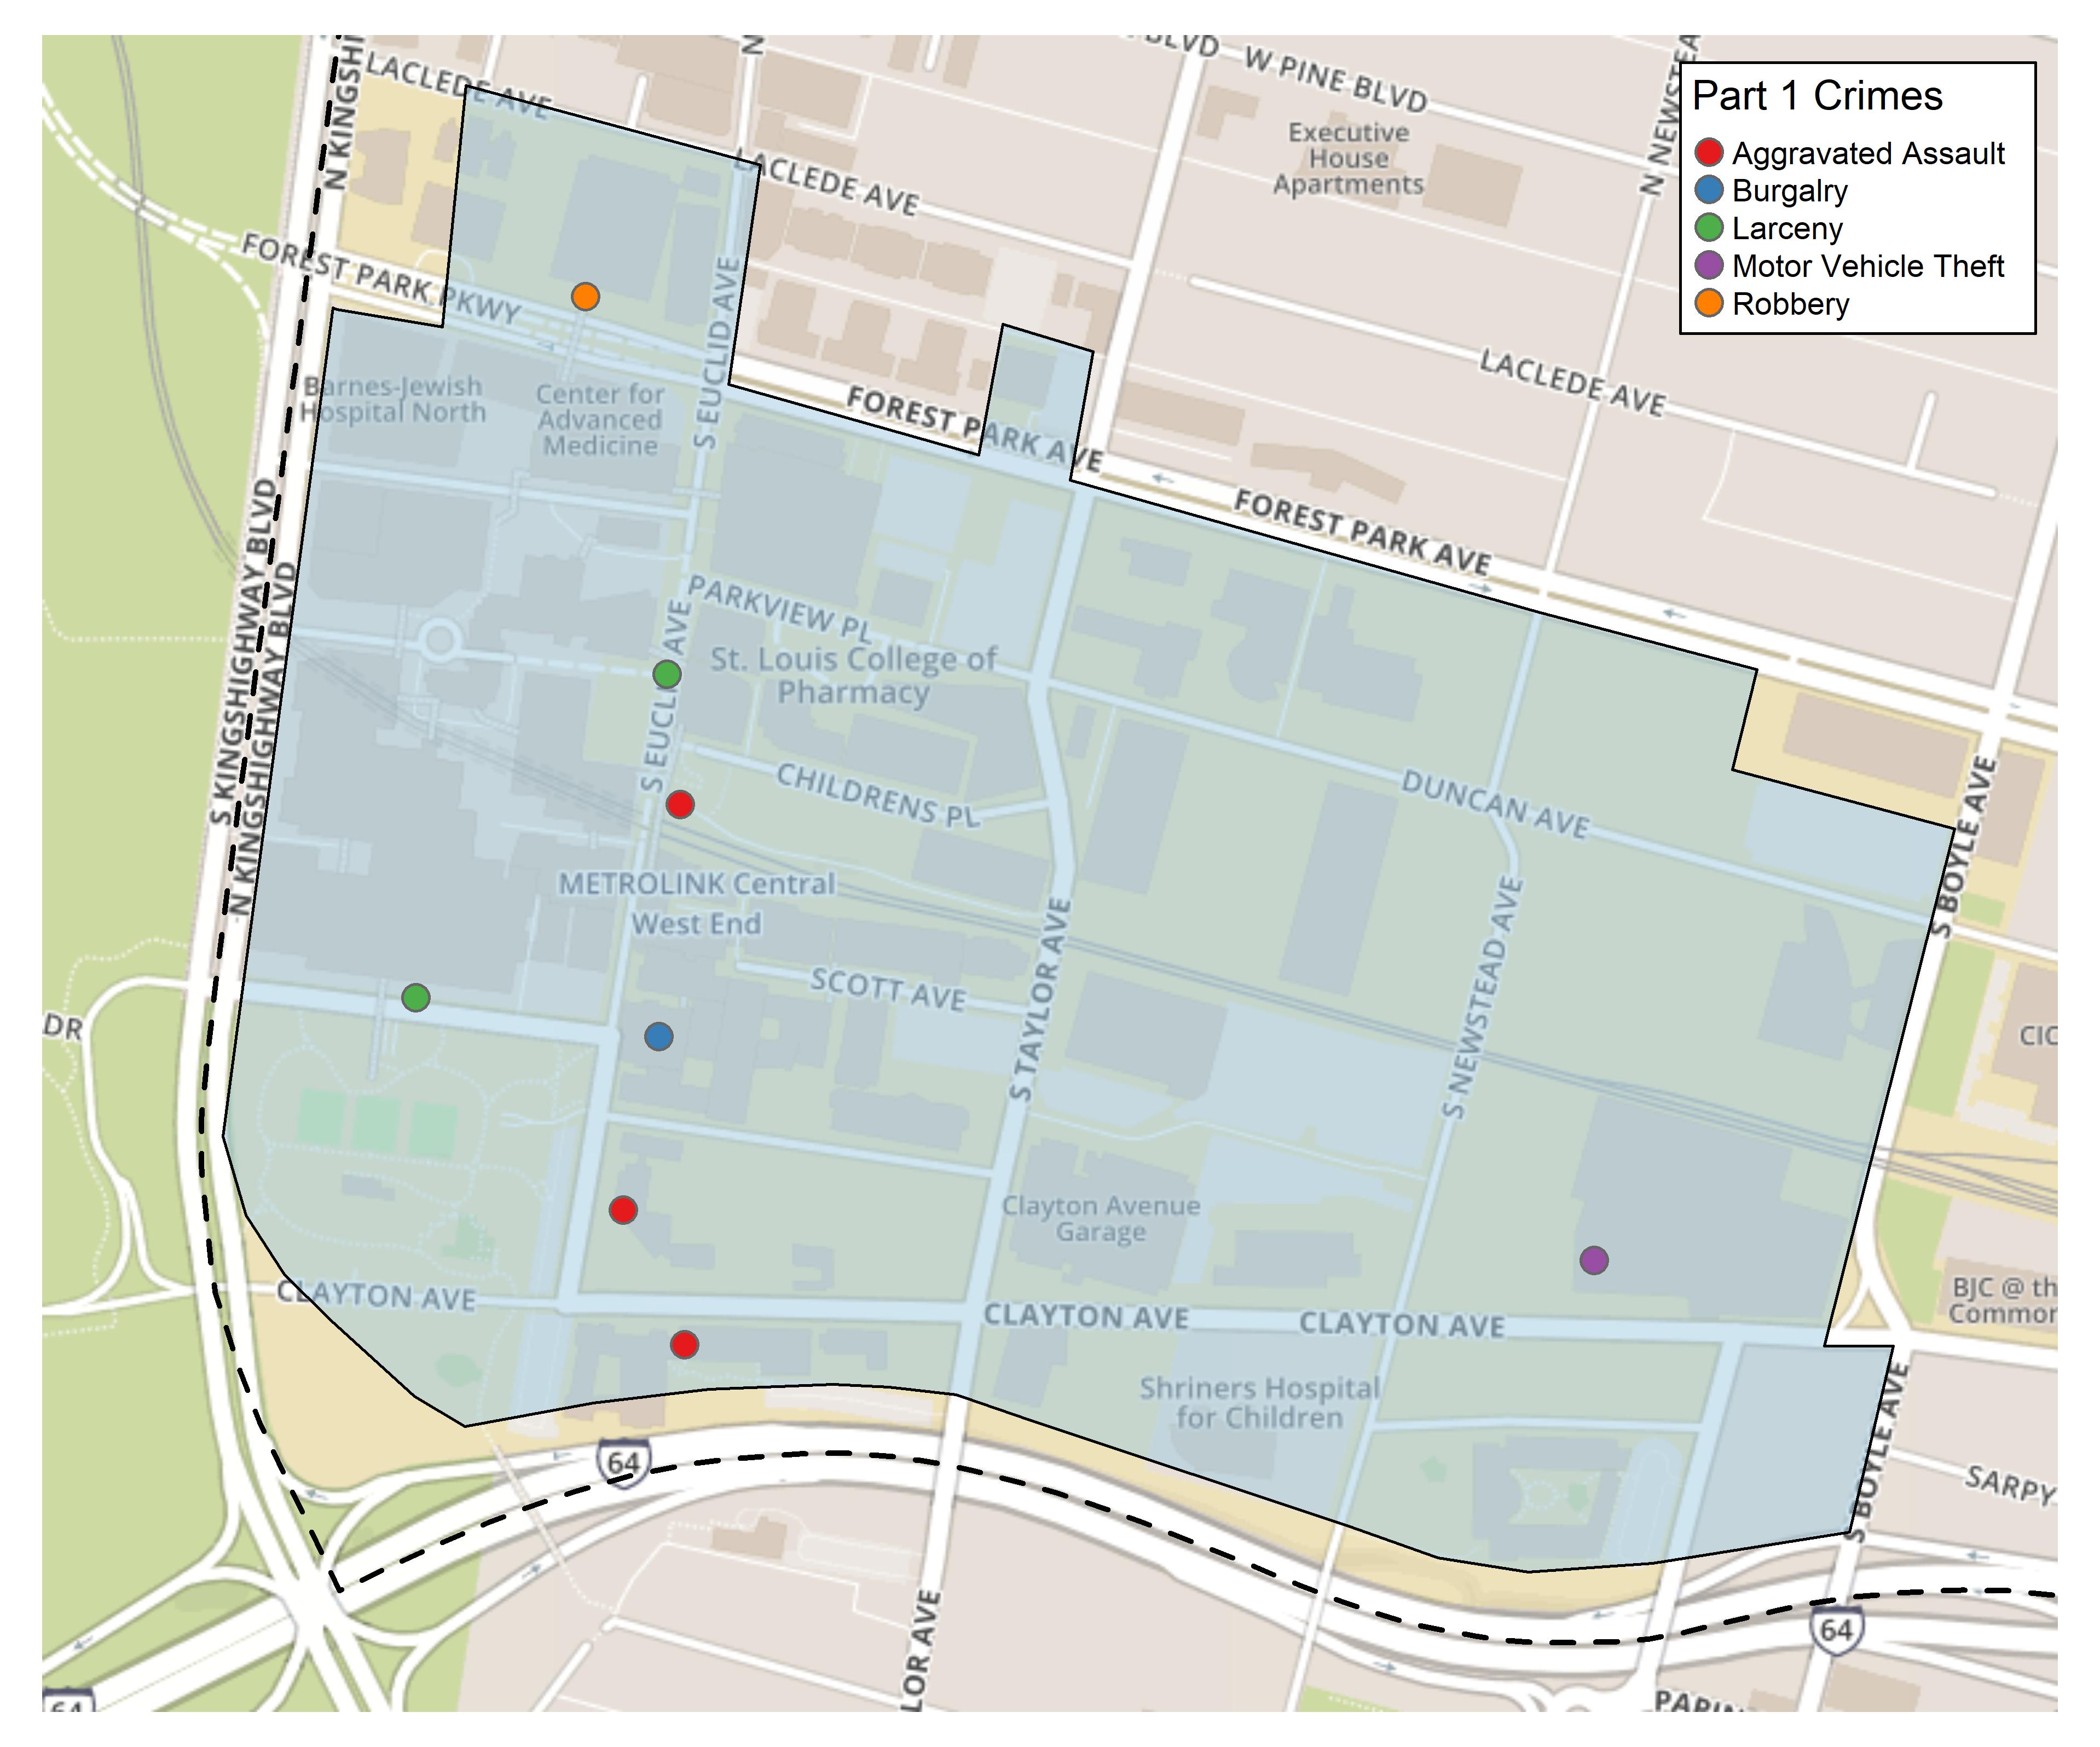 LACLEDE AVE
N KINGSHI
N
BLVD
W PINE BLVD
N NEWSTEA
Part 1 Crimes
Aggravated Assault
Burgalry
Larceny
Motor Vehicle Theft
Robbery
Executive
House
Apartments
LACLEDE AVE
FOREST PARK PKWY
S EUCLID AVE
LACLEDE AVE
Barnes-Jewish
Hospital North
Center for
Advanced
Medicine
FOREST PARK AVE
FOREST PARK AVE
S KINGSHIGHWAY BLVD
N KINGSHIGHWAY BLVD
PARKVIEW PL
St. Louis College of
Pharmacy
S EUCLID AVE
CHILDRENS PL
DUNCAN AVE
S BOYLE AVE
METROLINK Central
West End
SCOTT AVE
S TAYLOR AVE
S NEWSTEAD AVE
DR
CIC
Clayton Avenue
Garage
CLAYTON AVE
CLAYTON AVE
CLAYTON AVE
BJC @ th
Common
Shriners Hospital
for Children
S BOYLE AVE
SARPY
64
64
64
LOR AVE
PAPIN